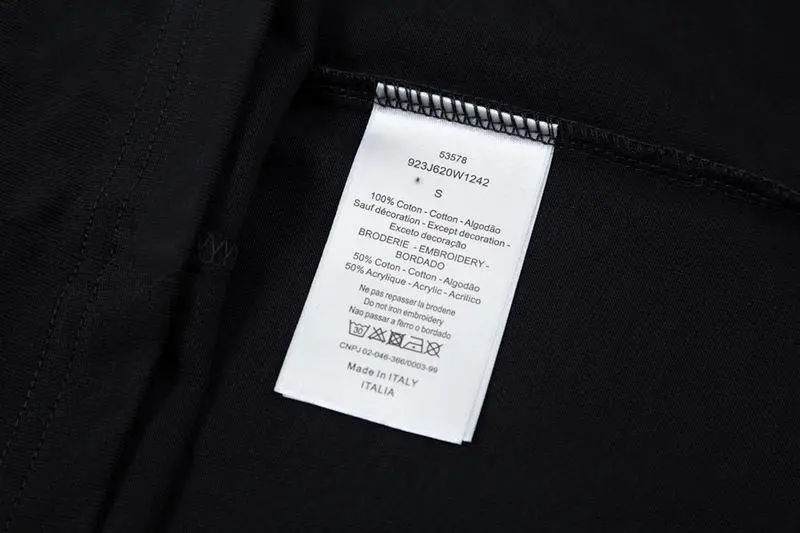 53578
923J620W1242
S
100% Coton - Cotton - Algodão
Sauf décoration - Except decoration -
Exceto decoração
BRODERIE - EMBROIDERY -
BORDADO
50% Coton - Cotton - Algodão
50% Acrylique - Acrylic - Acrilico
Ne pas repasser la broderie
Do not iron embroidery
Nao passar a ferro o bordado
30
CNPJ 02-046-366/0003-99
Made In ITALY
ITALIA